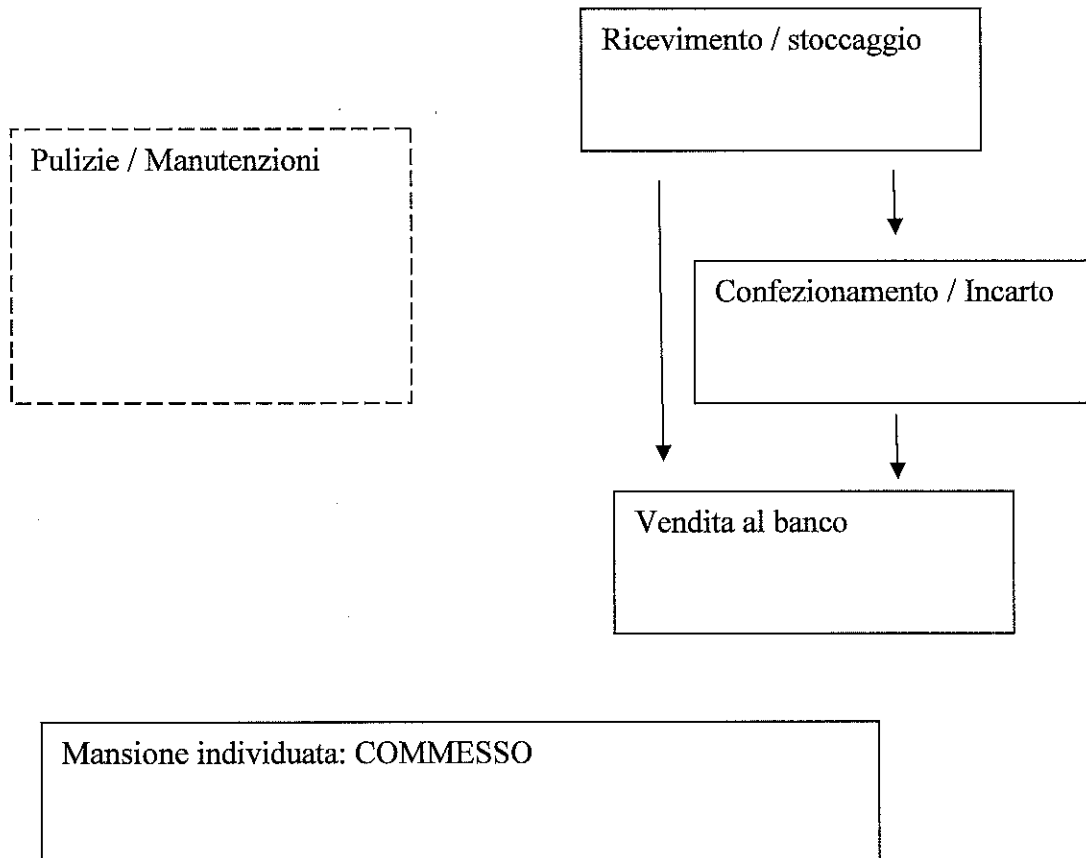 Ricevimento / stoccaggio
Pulizie / Manutenzioni
Confezionamento / Incarto
Vendita al banco
Mansione individuata: COMMESSO